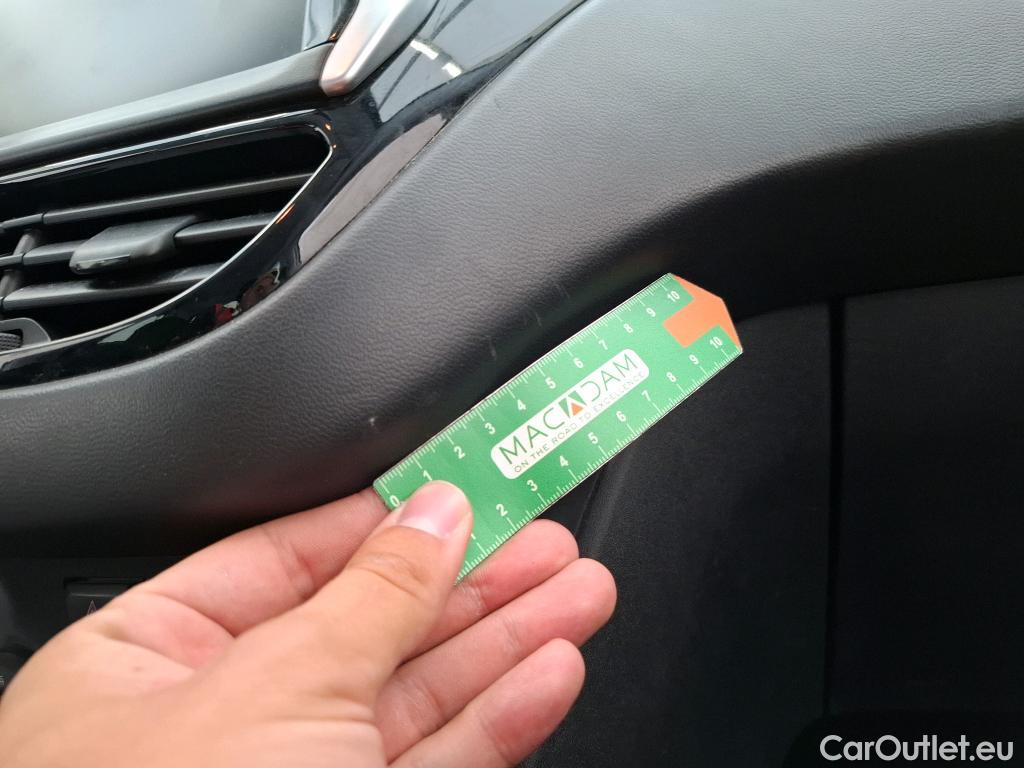 0 1 2 3 4 5 6 7 8 9 10
MACADAM
ON THE ROAD TO EXCELLENCE
1 2 3 4 5 6 7 8 9 10
CarOutlet.eu